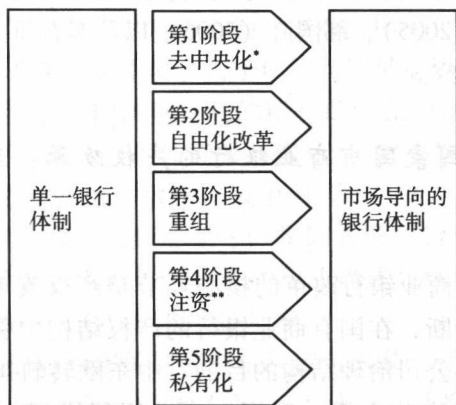 单一银行
体制
第1阶段
去中央化*
第2阶段
自由化改革
第3阶段
重组
第4阶段
注资**
第5阶段
私有化
市场导向的
银行体制